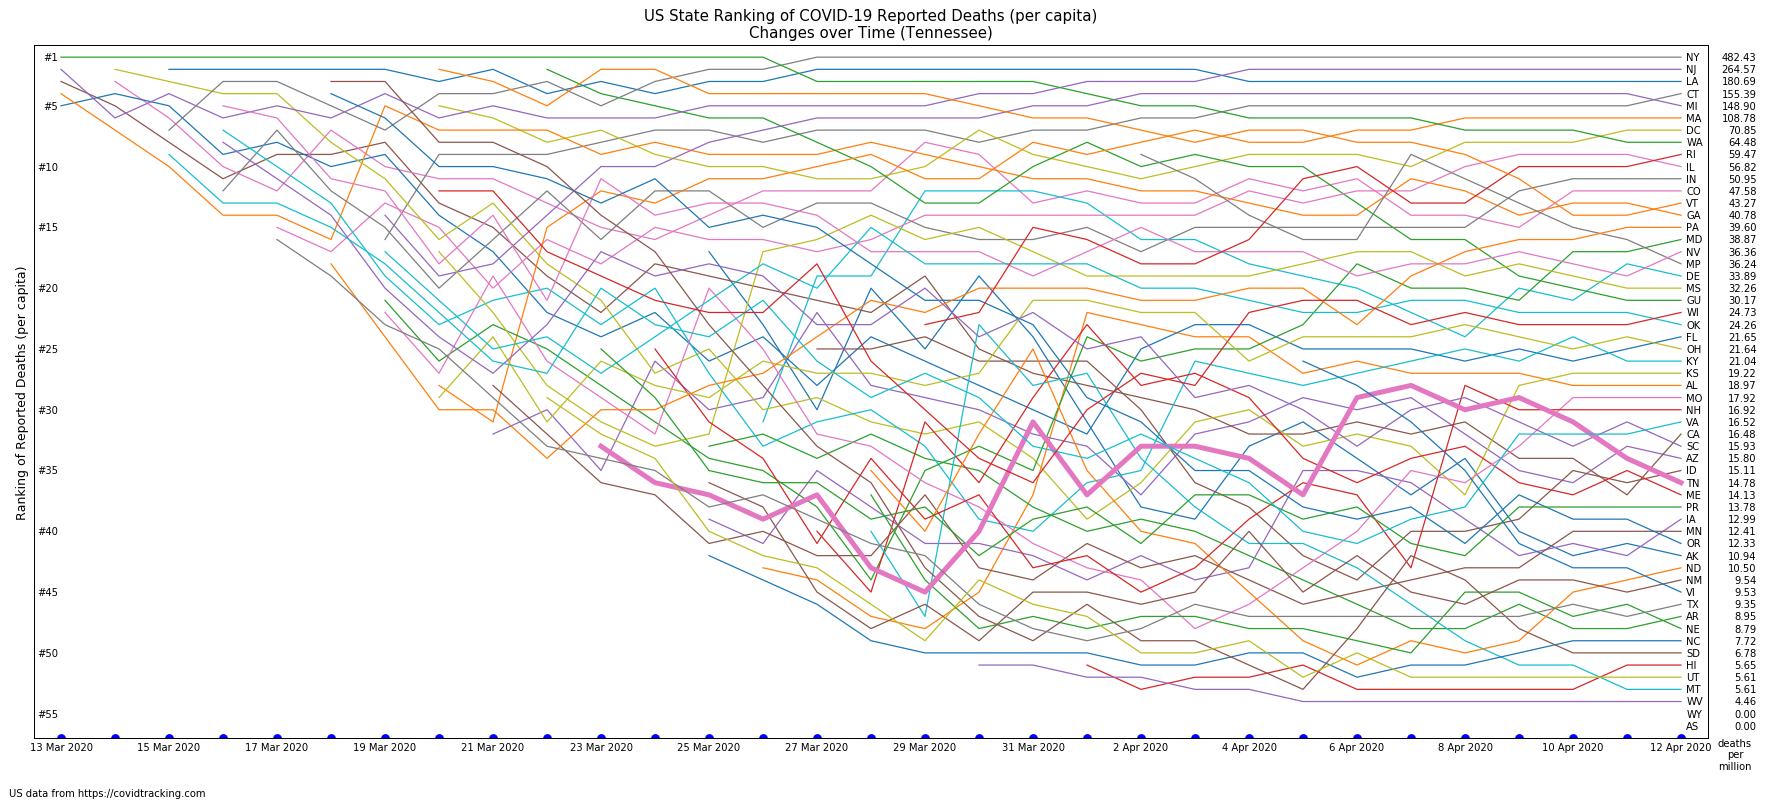 US State Ranking of COVID-19 Reported Deaths (per capita)
Changes over Time (Tennessee)
Ranking of Reported Deaths (per capita)
#1
#5
#10
#15
#20
#25
#30
#35
#40
#45
#50
#55
NY 482.43
NJ 264.57
LA 180.69
CT 155.39
MI 148.90
MA 108.78
DC 70.85
WA 64.48
RI 59.47
IL 56.82
IN 50.95
CO 47.58
VT 43.27
GA 40.78
PA 39.60
MD 38.87
NV 36.36
MP 36.24
DE 33.89
MS 32.26
GU 30.17
WI 24.73
OK 24.26
FL 21.65
OH 21.64
KY 21.04
KS 19.22
AL 18.97
MO 17.92
NH 16.92
VA 16.52
CA 16.48
SC 15.93
AZ 15.80
ID 15.11
TN 14.78
ME 14.13
PR 13.78
IA 12.99
MN 12.41
OR 12.33
AK 10.94
ND 10.50
NM 9.54
VI 9.53
TX 9.35
AR 8.95
NE 8.79
NC 7.72
SD 6.78
HI 5.65
UT 5.61
MT 5.61
WV 4.46
WY 0.00
AS 0.00
13 Mar 2020 15 Mar 2020 17 Mar 2020 19 Mar 2020 21 Mar 2020 23 Mar 2020 25 Mar 2020 27 Mar 2020 29 Mar 2020 31 Mar 2020 2 Apr 2020 4 Apr 2020 6 Apr 2020 8 Apr 2020 10 Apr 2020 12 Apr 2020
deaths
per
million
US data from https://covidtracking.com